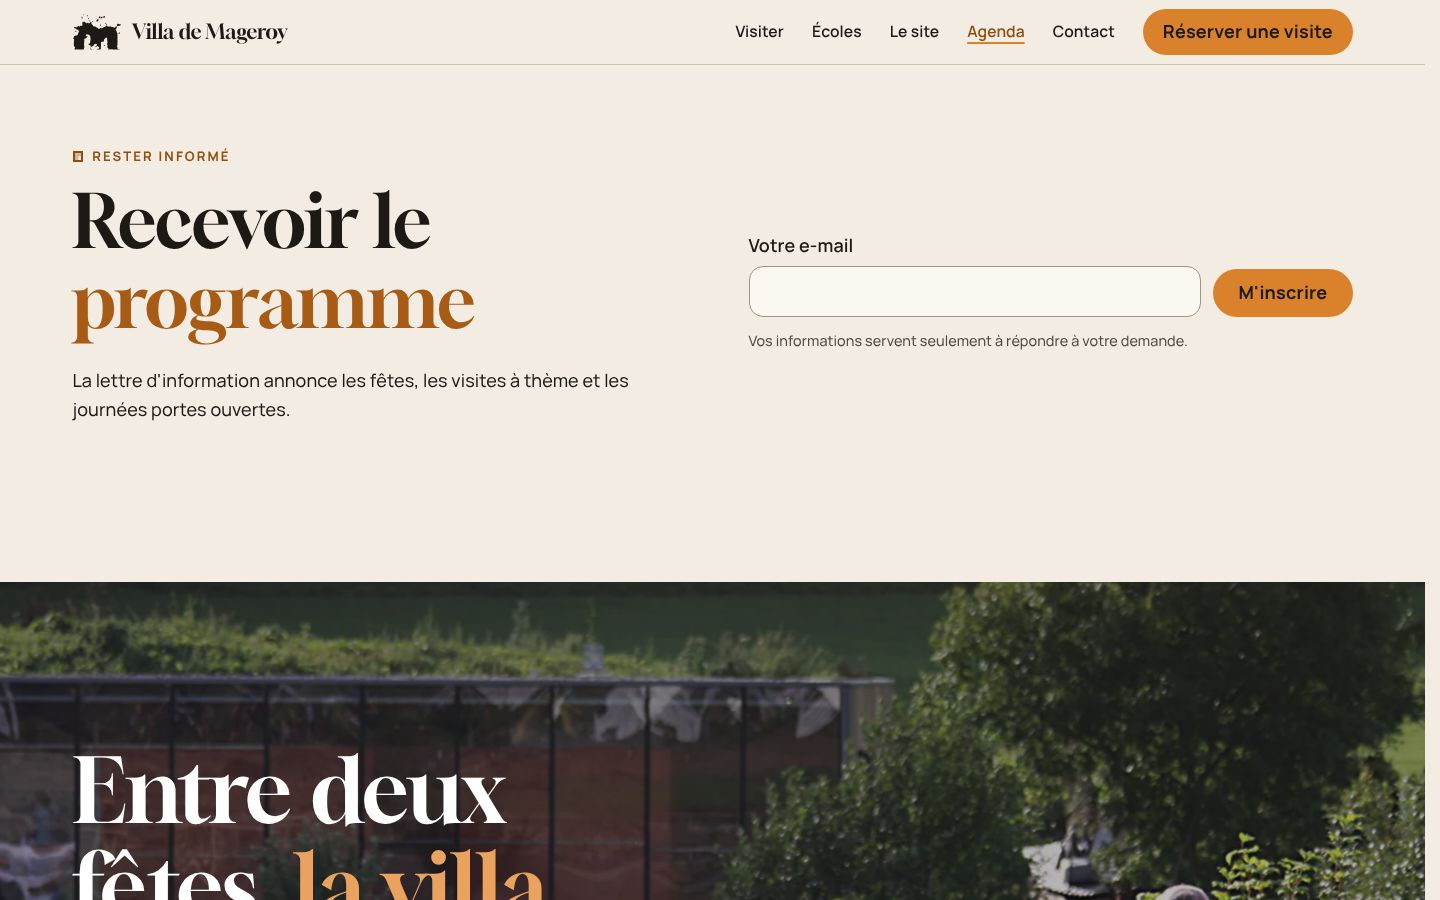 Villa de Mageroy
Visiter
Écoles
Le site
Agenda
Contact
Réserver une visite
RESTER INFORMÉ
Recevoir le
programme
La lettre d'information annonce les fêtes, les visites à thème et les
journées portes ouvertes.
Votre e-mail
M'inscrire
Vos informations servent seulement à répondre à votre demande.
Entre deux
fêtes, la villa